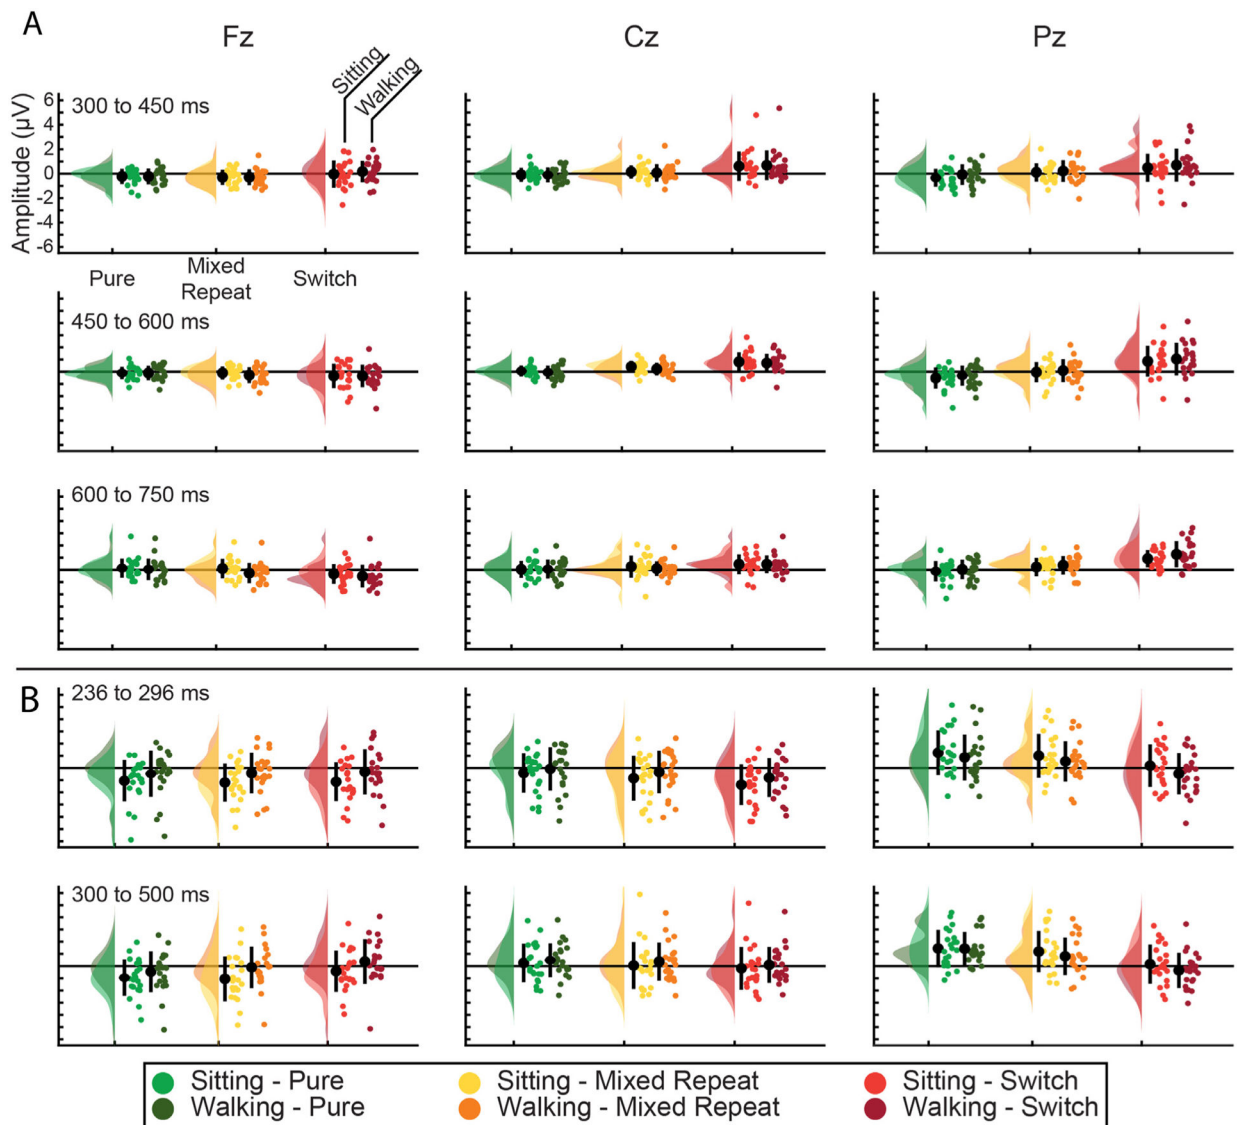 A
Fz
Cz
Pz
Sitting
Walking
300 to 450 ms
Amplitude (µV)
6
4
2
0
-2
-4
-6
Pure
Mixed
Repeat
Switch
450 to 600 ms
600 to 750 ms
B
236 to 296 ms
300 to 500 ms
Sitting - Pure
Sitting - Mixed Repeat
Sitting - Switch
Walking - Pure
Walking - Mixed Repeat
Walking - Switch